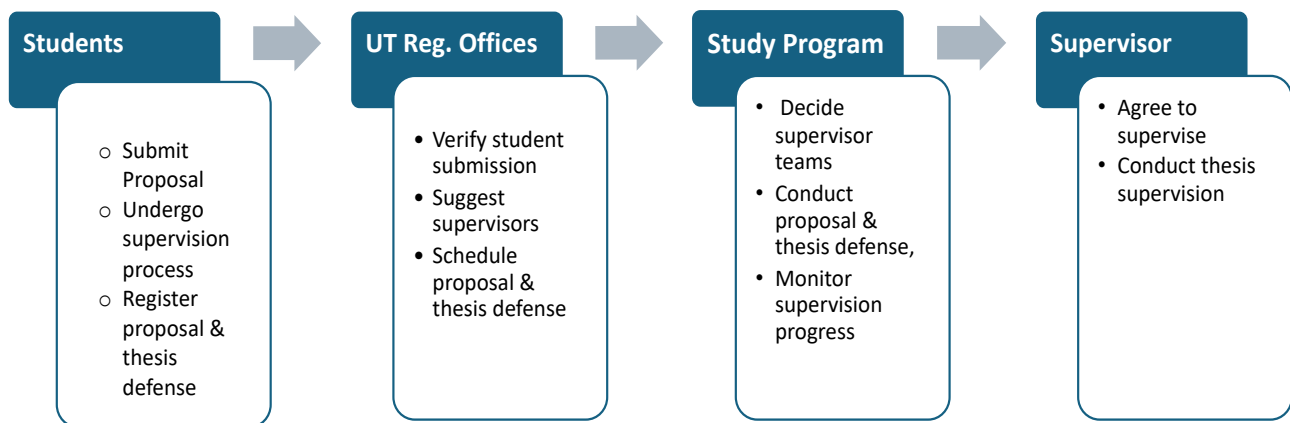 Students
○ Submit
Proposal
○ Undergo
supervision
process
○ Register
proposal &
thesis
defense
UT Reg. Offices
• Verify student
submission
• Suggest
supervisors
• Schedule
proposal &
thesis defense
Study Program
• Decide
supervisor
teams
• Conduct
proposal &
thesis defense,
• Monitor
supervision
progress
Supervisor
• Agree to
supervise
• Conduct thesis
supervision